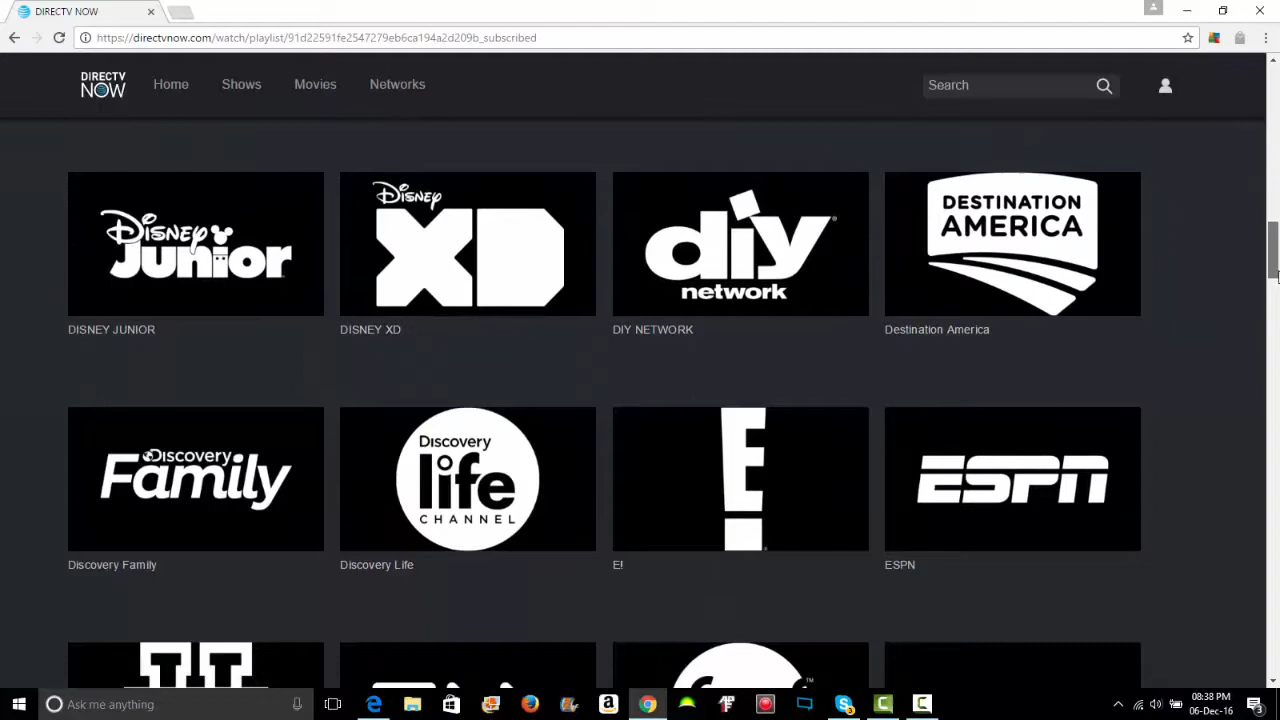 DIRECTV NOW
https://directvnow.com/watch/playlist/91d22591fe2547279eb6ca194a2d209b_subscribed
DIRECTV
NOW
Home
Shows
Movies
Networks
Search
Disney
Junior
Disney
XD
diy
network
DESTINATION
AMERICA
DISNEY JUNIOR
DISNEY XD
DIY NETWORK
Destination America
Discovery
Family
Discovery
life
CHANNEL
E!
ESPN
Discovery Family
Discovery Life
E!
ESPN
Ask me anything
08:38 PM
06-Dec-16